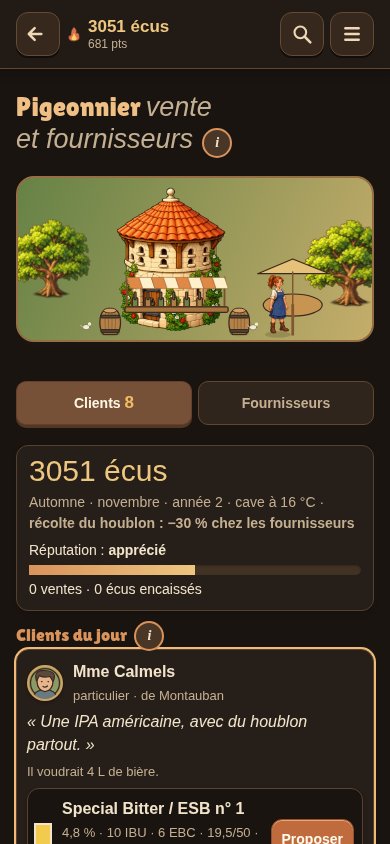 3051 écus
681 pts
Pigeonnier vente
et fournisseurs i
Clients 8
Fournisseurs
3051 écus
Automne · novembre · année 2 · cave à 16 °C ·
récolte du houblon : −30 % chez les fournisseurs
Réputation : apprécié
0 ventes · 0 écus encaissés
Clients du jour i
Mme Calmels
particulier · de Montauban
« Une IPA américaine, avec du houblon
partout. »
Il voudrait 4 L de bière.
Special Bitter / ESB n° 1
4,8 % · 10 IBU · 6 EBC · 19,5/50 ·
Proposer